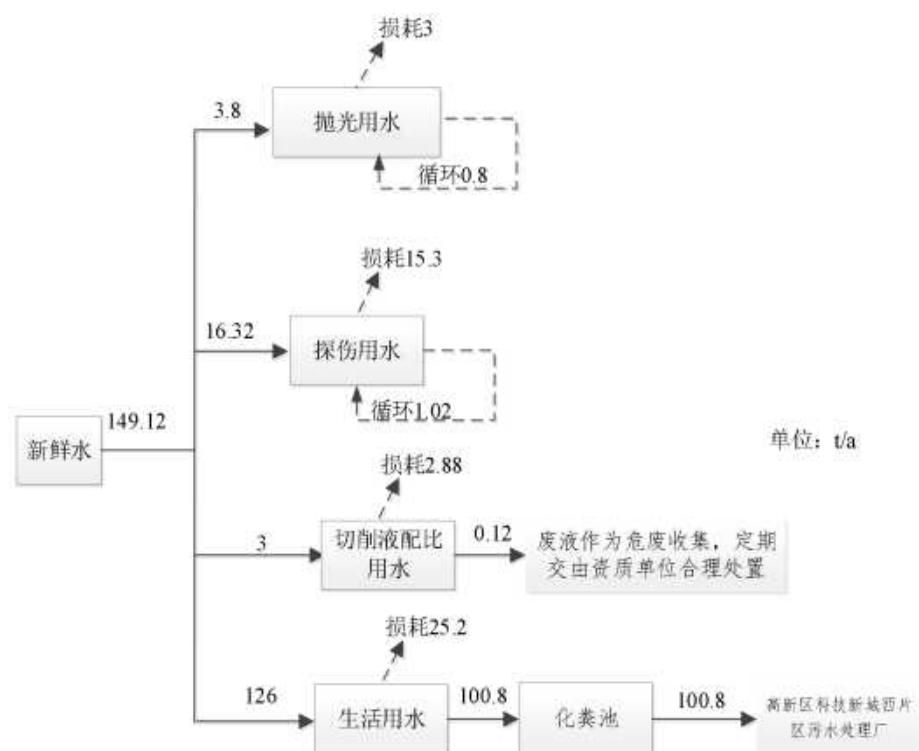 损耗3
3.8
抛光用水
循环0.8
损耗15.3
16.32
探伤用水
循环1.02
149.12
新鲜水
单位：t/a
损耗2.88
3
切削液配比
用水
0.12
废液作为危废收集，定期
交由资质单位合理处置
损耗25.2
126
生活用水
100.8
化粪池
100.8
高新区科技新城西片
区污水处理厂